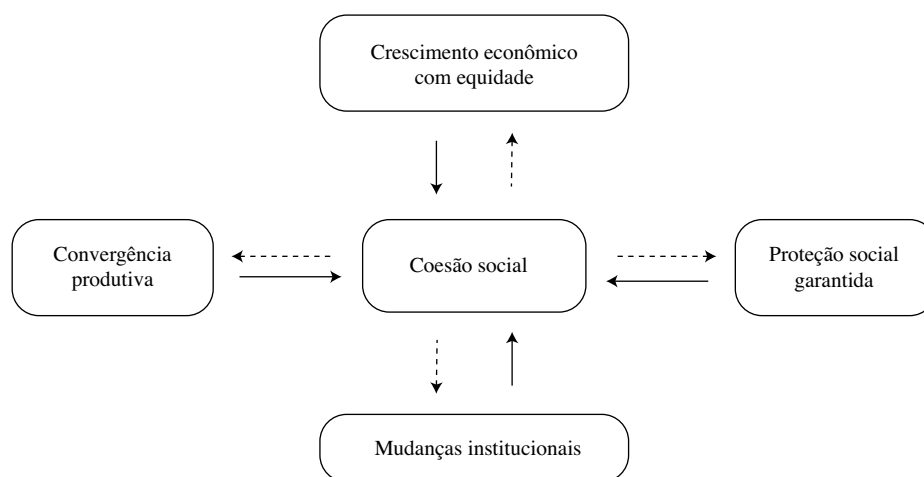 Crescimento econômico
com equidade
Convergência
produtiva
Coesão social
Proteção social
garantida
Mudanças institucionais